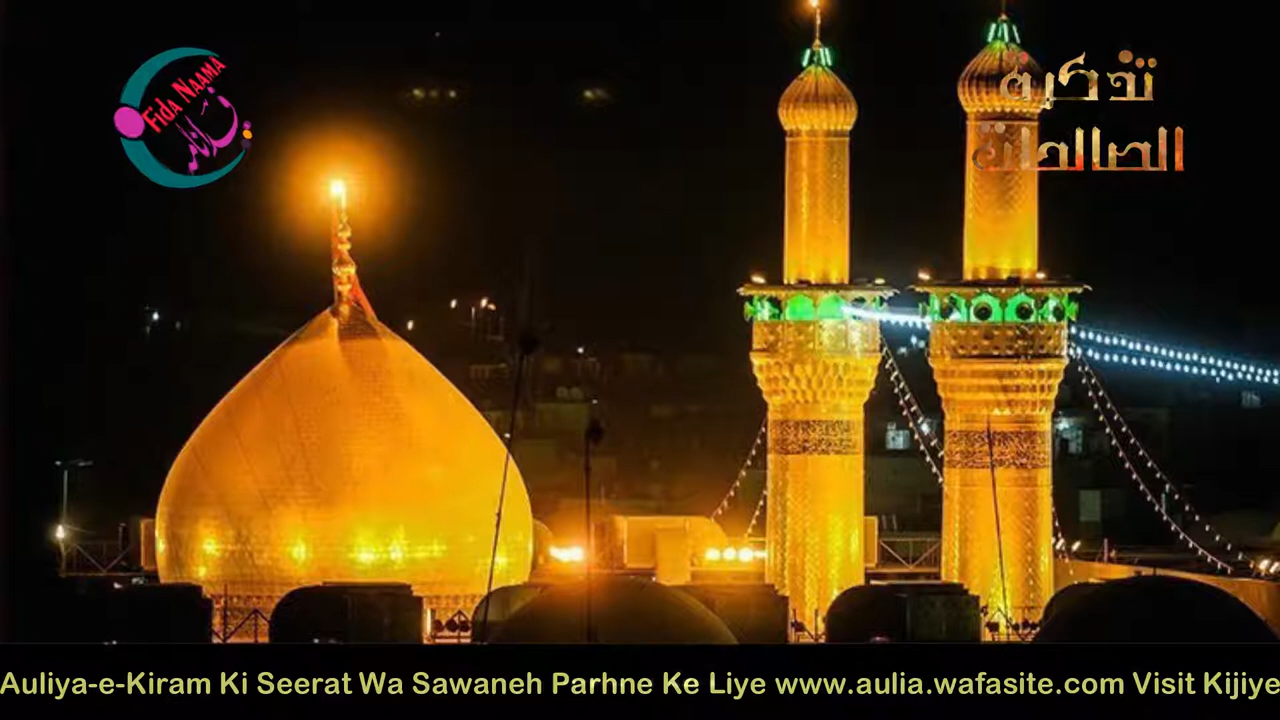 Fida Naama
فدا نامہ
تذكرة
الصالحات
Auliya-e-Kiram Ki Seerat Wa Sawaneh Parhne Ke Liye www.aulia.wafasite.com Visit Kijiye